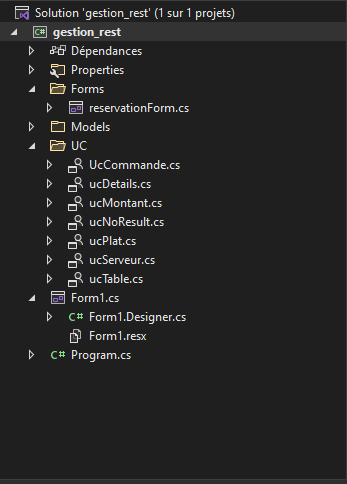 Solution 'gestion_rest' (1 sur 1 projets)
C# gestion_rest
Dépendances
Properties
Forms
reservationForm.cs
Models
UC
UcCommande.cs
ucDetails.cs
ucMontant.cs
ucNoResult.cs
ucPlat.cs
ucServeur.cs
ucTable.cs
Form1.cs
C# Form1.Designer.cs
Form1.resx
C# Program.cs